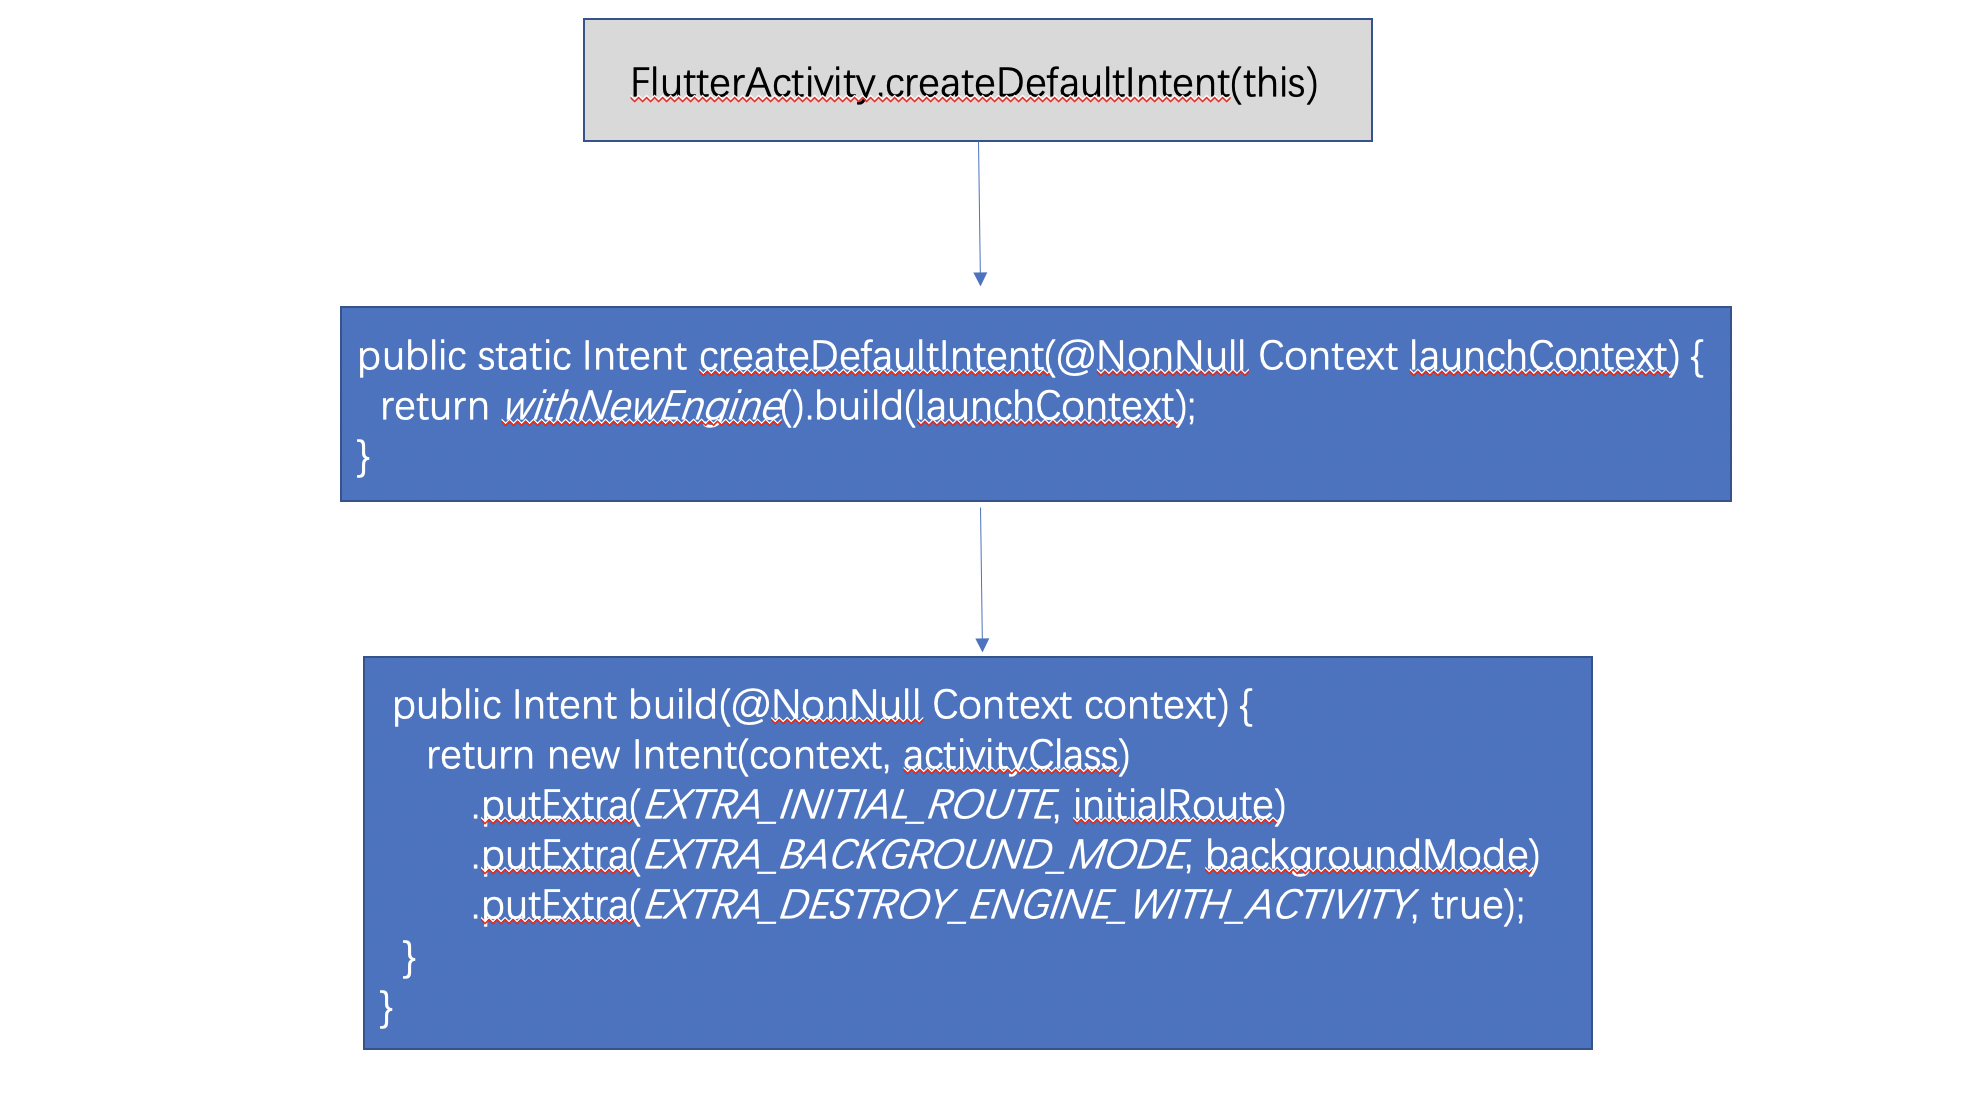 FlutterActivity.createDefaultIntent(this)
public static Intent createDefaultIntent(@NonNull Context launchContext) {
return withNewEngine().build(launchContext);
}
public Intent build(@NonNull Context context) {
return new Intent(context, activityClass)
.putExtra(EXTRA_INITIAL_ROUTE, initialRoute)
.putExtra(EXTRA_BACKGROUND_MODE, backgroundMode)
.putExtra(EXTRA_DESTROY_ENGINE_WITH_ACTIVITY, true);
}
}